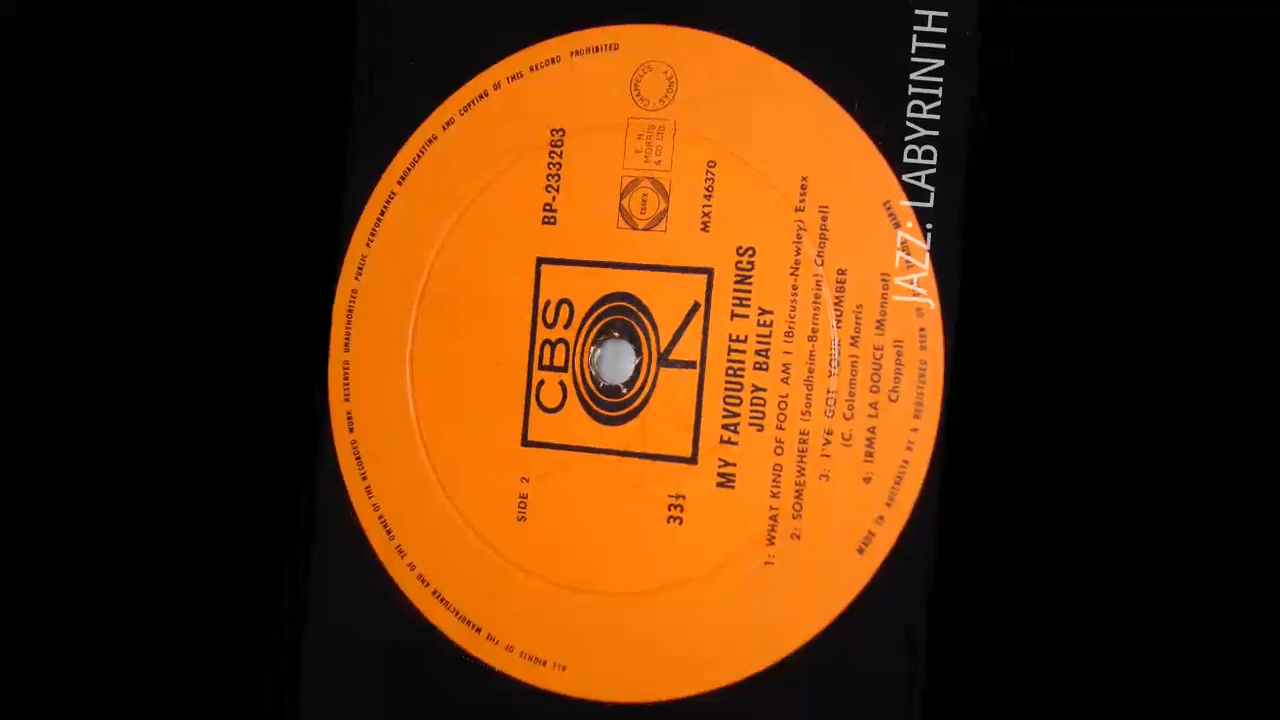 ALL RIGHTS OF THE MANUFACTURER AND OF THE OWNER OF THE RECORDED WORK RESERVED UNAUTHORISED PUBLIC PERFORMANCE BROADCASTING AND COPYING OF THIS RECORD PROHIBITED
SIDE 2
CBS
BP-233263
33⅓
ESSEX
E. H.
MORRIS
& CO LTD.
CHAPPELL'S · SYDNEY
MX146370
MY FAVOURITE THINGS
JUDY BAILEY
1: WHAT KIND OF FOOL AM I (Bricusse-Newley) Essex
2: SOMEWHERE (Sondheim-Bernstein) Chappell
3: I'VE GOT YOUR NUMBER
(C. Coleman) Morris
4: IRMA LA DOUCE (Monnot)
Chappell
MADE IN AUSTRALIA BY A REGISTERED USER OF
JAZZ: LABYRINTH